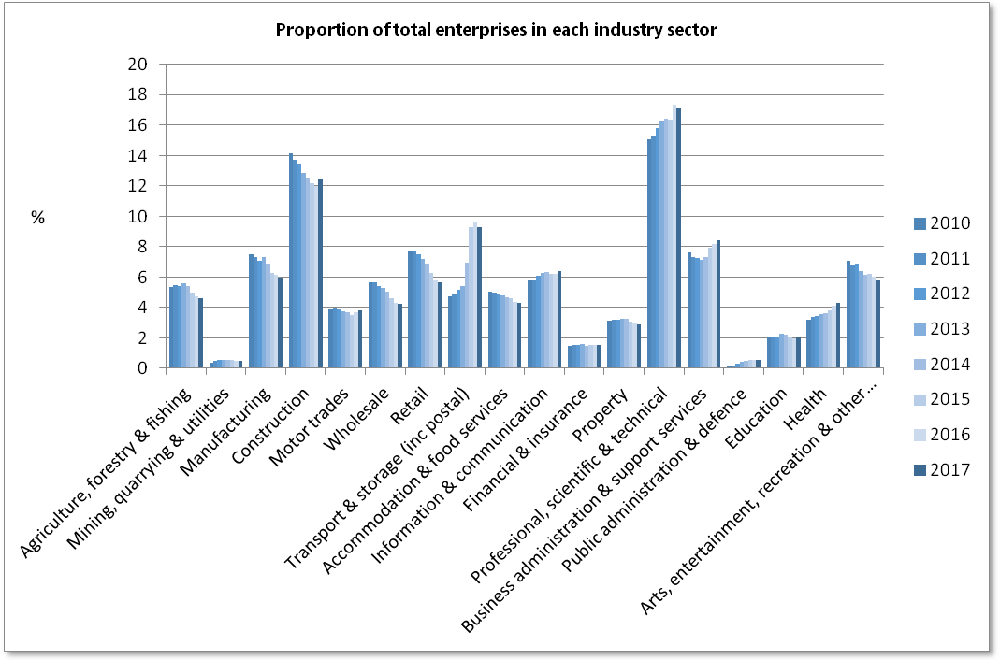 Proportion of total enterprises in each industry sector
20
18
16
14
12
10
8
6
4
2
0
%
Agriculture, forestry & fishing
Mining, quarrying & utilities
Manufacturing
Construction
Motor trades
Wholesale
Retail
Transport & storage (inc postal)
Accommodation & food services
Information & communication
Financial & insurance
Property
Professional, scientific & technical
Business administration & support services
Public administration & defence
Education
Health
Arts, entertainment, recreation & other...
2010
2011
2012
2013
2014
2015
2016
2017